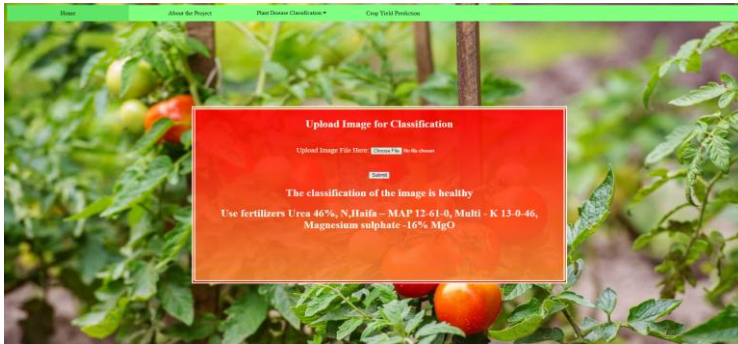 Home About the Project Plant Disease Classification Crop Yield Prediction
Upload Image for Classification
Upload Image File Here: Choose File No file chosen
Submit
The classification of the image is healthy
Use fertilizers Urea 46%, N,Haifa – MAP 12-61-0, Multi - K 13-0-46,
Magnesium sulphate -16% MgO